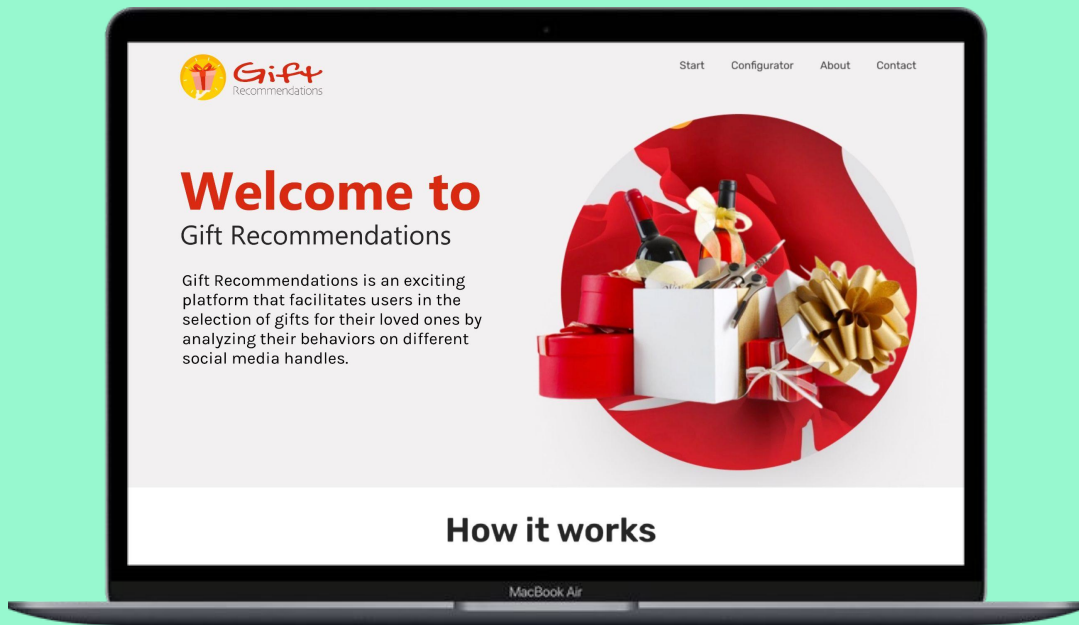 Gift
Recommendations
Start Configurator About Contact
Welcome to
Gift Recommendations
Gift Recommendations is an exciting
platform that facilitates users in the
selection of gifts for their loved ones by
analyzing their behaviors on different
social media handles.
How it works
MacBook Air